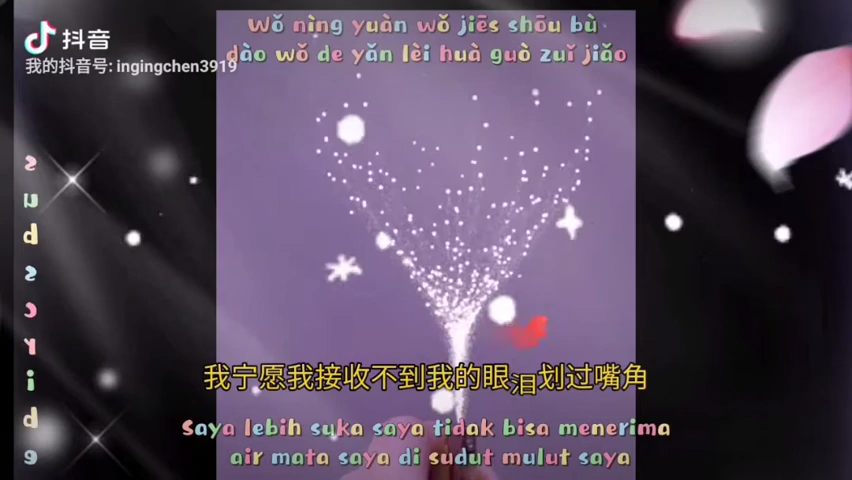 Wǒ nìng yuàn wǒ jiēs shōu bù
dào wǒ de yǎn lèi huà guò zuǐ jiǎo
抖音
我的抖音号: ingingchen3919
subscribe
我宁愿我接收不到我的眼泪划过嘴角
Saya lebih suka saya tidak bisa menerima
air mata saya di sudut mulut saya